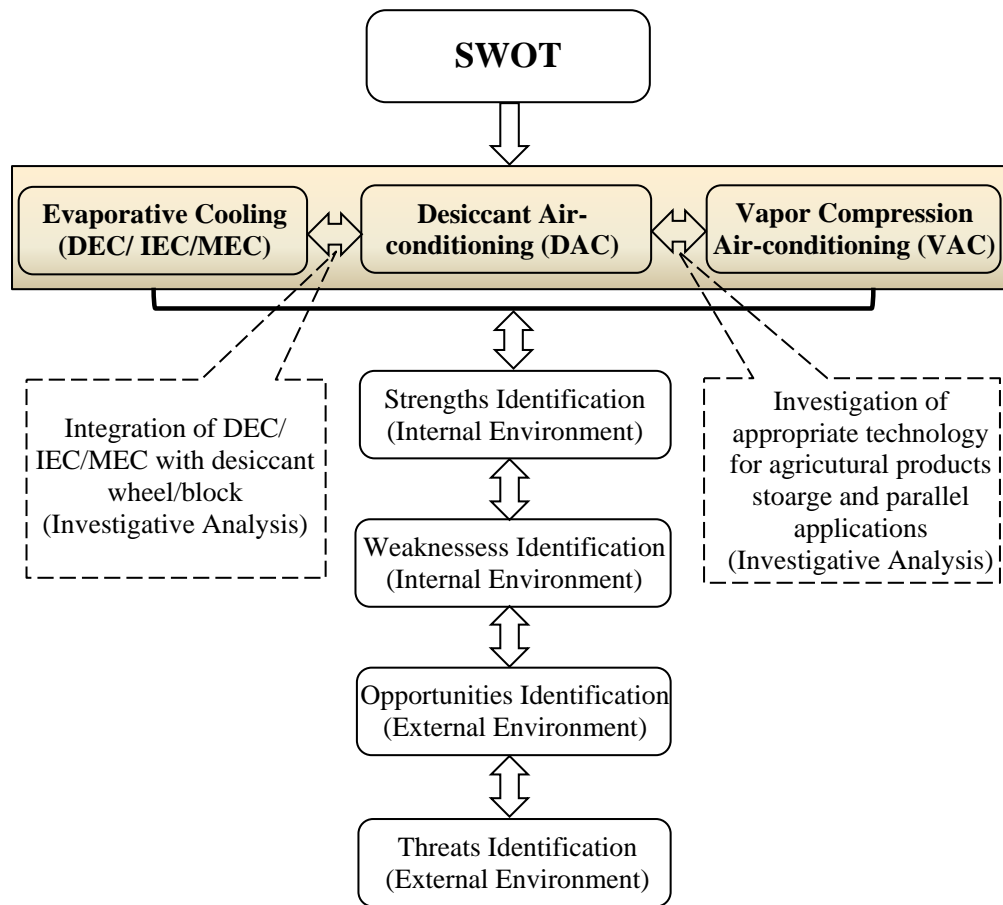 SWOT
Evaporative Cooling
(DEC/ IEC/MEC)
Desiccant Air-
conditioning (DAC)
Vapor Compression
Air-conditioning (VAC)
Integration of DEC/
IEC/MEC with desiccant
wheel/block
(Investigative Analysis)
Strengths Identification
(Internal Environment)
Investigation of
appropriate technology
for agricutural products
stoarge and parallel
applications
(Investigative Analysis)
Weaknessess Identification
(Internal Environment)
Opportunities Identification
(External Environment)
Threats Identification
(External Environment)